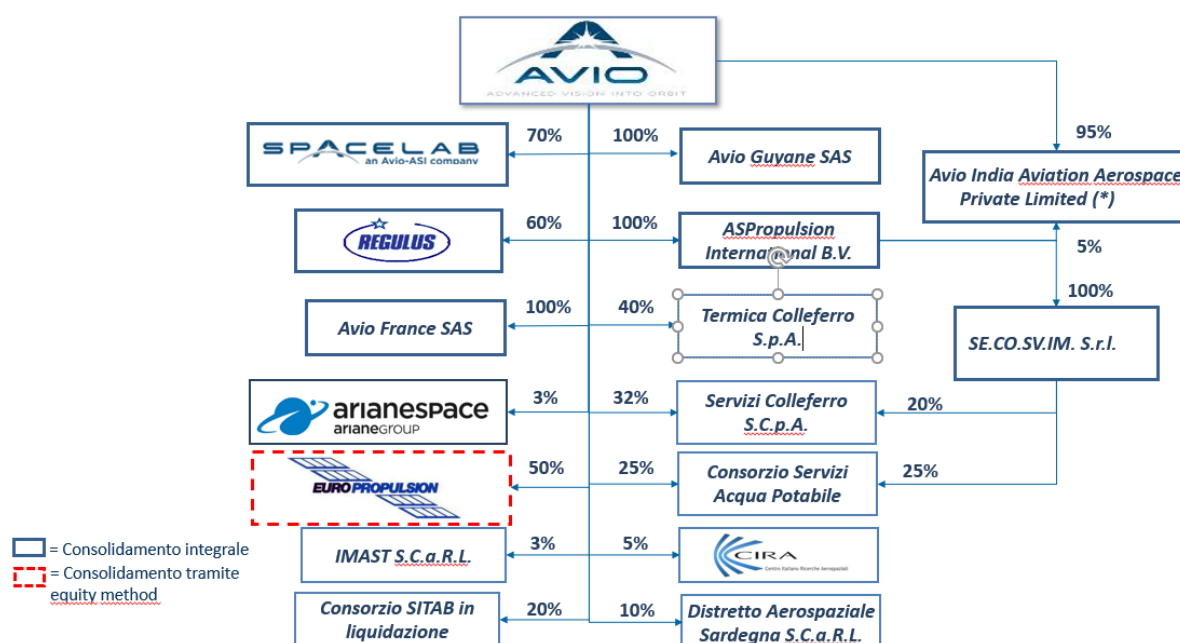 AVIO
ADVANCED VISION INTO ORBIT
SPACELAB
an Avio-ASI company
70%
100%
Avio Guyane SAS
95%
Avio India Aviation Aerospace
Private Limited (*)
REGULUS
60%
100%
ASPropulsion
International B.V.
5%
Avio France SAS
100%
40%
Termica Colleferro
S.p.A.
100%
SE.CO.SV.IM. S.r.l.
arianespace
arianeGROUP
3%
32%
Servizi Colleferro
S.C.p.A.
20%
EUROPROPULSION
50%
25%
Consorzio Servizi
Acqua Potabile
25%
= Consolidamento integrale
= Consolidamento tramite
equity method
IMAST S.C.a.R.L.
3%
5%
CIRA
Centro Italiano Ricerche Aerospaziali
Consorzio SITAB in
liquidazione
20%
10%
Distretto Aerospaziale
Sardegna S.C.a.R.L.